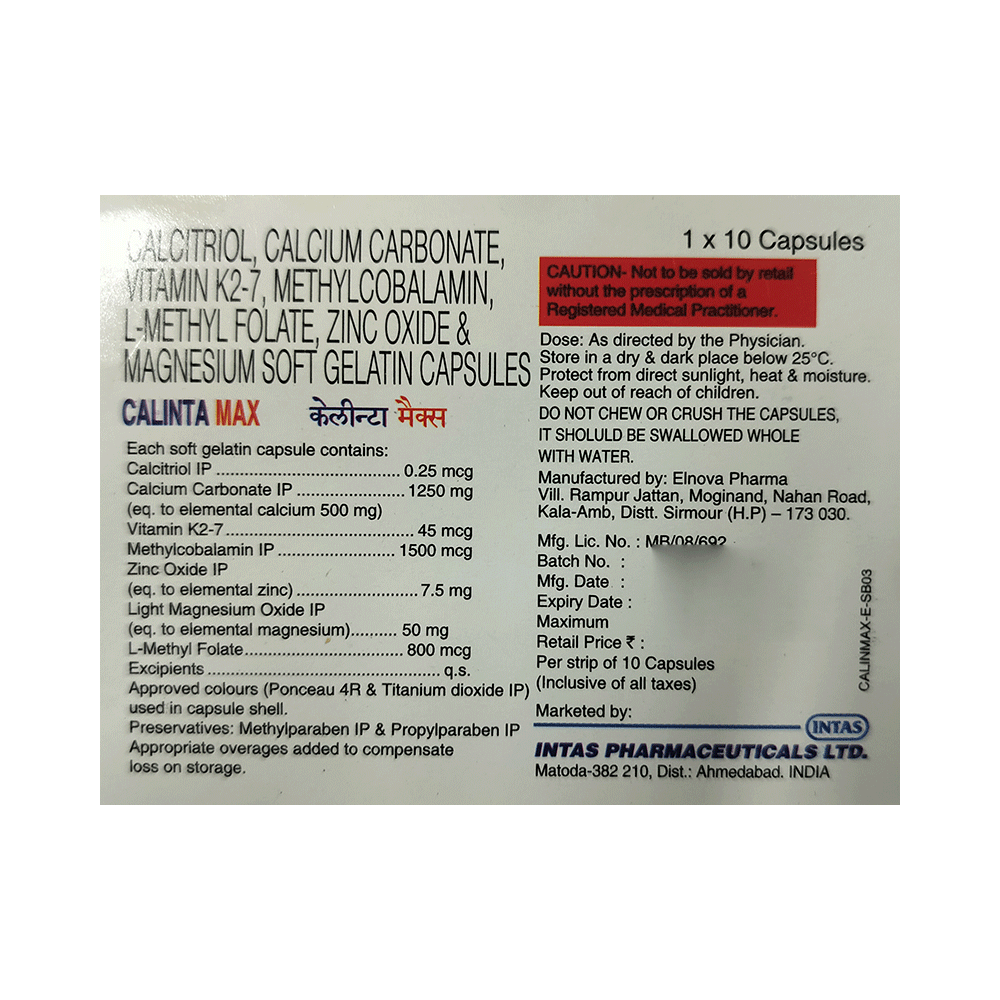 CALCITRIOL, CALCIUM CARBONATE,
VITAMIN K2-7, METHYLCOBALAMIN,
L-METHYL FOLATE, ZINC OXIDE &
MAGNESIUM SOFT GELATIN CAPSULES
CALINTA MAX केलीन्टा मैक्स
Each soft gelatin capsule contains:
Calcitriol IP ........................................ 0.25 mcg
Calcium Carbonate IP ....................... 1250 mg
(eq. to elemental calcium 500 mg)
Vitamin K2-7........................................ 45 mcg
Methylcobalamin IP........................... 1500 mcg
Zinc Oxide IP
(eq. to elemental zinc) .......................... 7.5 mg
Light Magnesium Oxide IP
(eq. to elemental magnesium).......... 50 mg
L-Methyl Folate.................................. 800 mcg
Excipients ................................................. q.s.
Approved colours (Ponceau 4R & Titanium dioxide IP)
used in capsule shell.
Preservatives: Methylparaben IP & Propylparaben IP
Appropriate overages added to compensate
loss on storage.
1 x 10 Capsules
CAUTION- Not to be sold by retail
without the prescription of a
Registered Medical Practitioner.
Dose: As directed by the Physician.
Store in a dry & dark place below 25°C.
Protect from direct sunlight, heat & moisture.
Keep out of reach of children.
DO NOT CHEW OR CRUSH THE CAPSULES,
IT SHOLULD BE SWALLOWED WHOLE
WITH WATER.
Manufactured by: Elnova Pharma
Vill. Rampur Jattan, Moginand, Nahan Road,
Kala-Amb, Distt. Sirmour (H.P) – 173 030.
Mfg. Lic. No. : MB/08/692
Batch No. :
Mfg. Date :
Expiry Date :
Maximum
Retail Price ₹ :
Per strip of 10 Capsules
(Inclusive of all taxes)
Marketed by:
INTAS
INTAS PHARMACEUTICALS LTD.
Matoda-382 210, Dist.: Ahmedabad. INDIA
CALINMAX-E-SB03